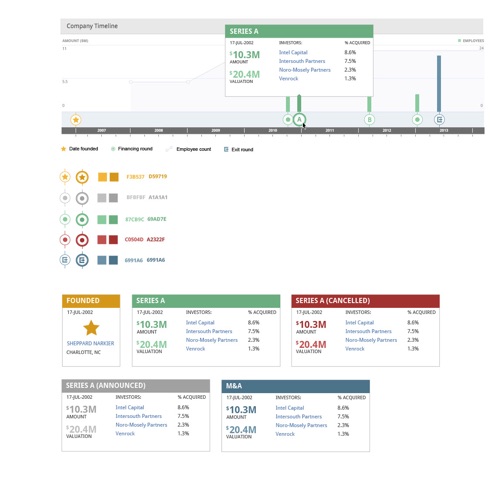 Company Timeline
SERIES A
17-JUL-2002 INVESTORS: % ACQUIRED
$10.3M AMOUNT
$20.4M VALUATION
Intel Capital 8.6%
Intersouth Partners 7.5%
Noro-Mosely Partners 2.3%
Venrock 1.3%
AMOUNT ($M)
EMPLOYEES
11
5.5
0
0
A
B
E
2007 2008 2009 2010 2011 2012 2013
Date founded Financing round Employee count Exit round
D59719
A1A1A1
87C89C 69AD7E
C0504D A2322F
6991A6 6991A6
FOUNDED
17-JUL-2002
SHEPPARD NARKIER
CHARLOTTE, NC
SERIES A
17-JUL-2002 INVESTORS: % ACQUIRED
$10.3M AMOUNT
$20.4M VALUATION
Intel Capital 8.6%
Intersouth Partners 7.5%
Noro-Mosely Partners 2.3%
Venrock 1.3%
SERIES A (CANCELLED)
17-JUL-2002 INVESTORS: % ACQUIRED
$10.3M AMOUNT
$20.4M VALUATION
Intel Capital 8.6%
Intersouth Partners 7.5%
Noro-Mosely Partners 2.3%
Venrock 1.3%
SERIES A (ANNOUNCED)
17-JUL-2002 INVESTORS: % ACQUIRED
$10.3M AMOUNT
$20.4M VALUATION
Intel Capital 8.6%
Intersouth Partners 7.5%
Noro-Mosely Partners 2.3%
Venrock 1.3%
M&A
17-JUL-2002 INVESTORS: % ACQUIRED
$10.3M AMOUNT
$20.4M VALUATION
Intel Capital 8.6%
Intersouth Partners 7.5%
Noro-Mosely Partners 2.3%
Venrock 1.3%